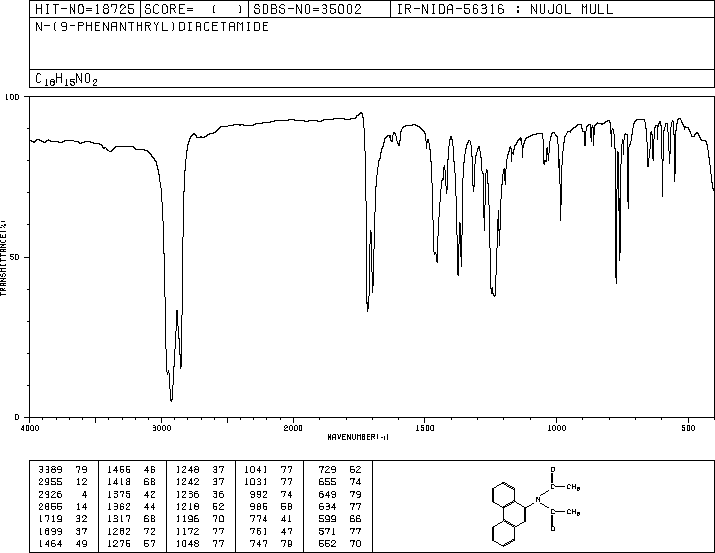 HIT-NO=18725 SCORE= ( ) SDBS-NO=35002 IR-NIDA-56316 : NUJOL MULL
N-(9-PHENANTHRYL)DIACETAMIDE
C18H15NO2
100
50
0
TRANSMITTANCE(%)
4000 3000 2000 1500 1000 500
WAVENUMBER(-1)
3389 79 1455 46 1248 37 1041 77 729 62
2955 12 1418 68 1242 37 1031 77 655 74
2926 4 1375 42 1236 36 992 74 649 79
2855 14 1362 44 1218 52 985 58 634 77
1719 32 1317 68 1196 70 774 41 599 66
1699 37 1282 72 1172 77 761 47 571 77
1464 49 1275 57 1048 77 747 79 552 70
O
C CH3
N
C CH3
O